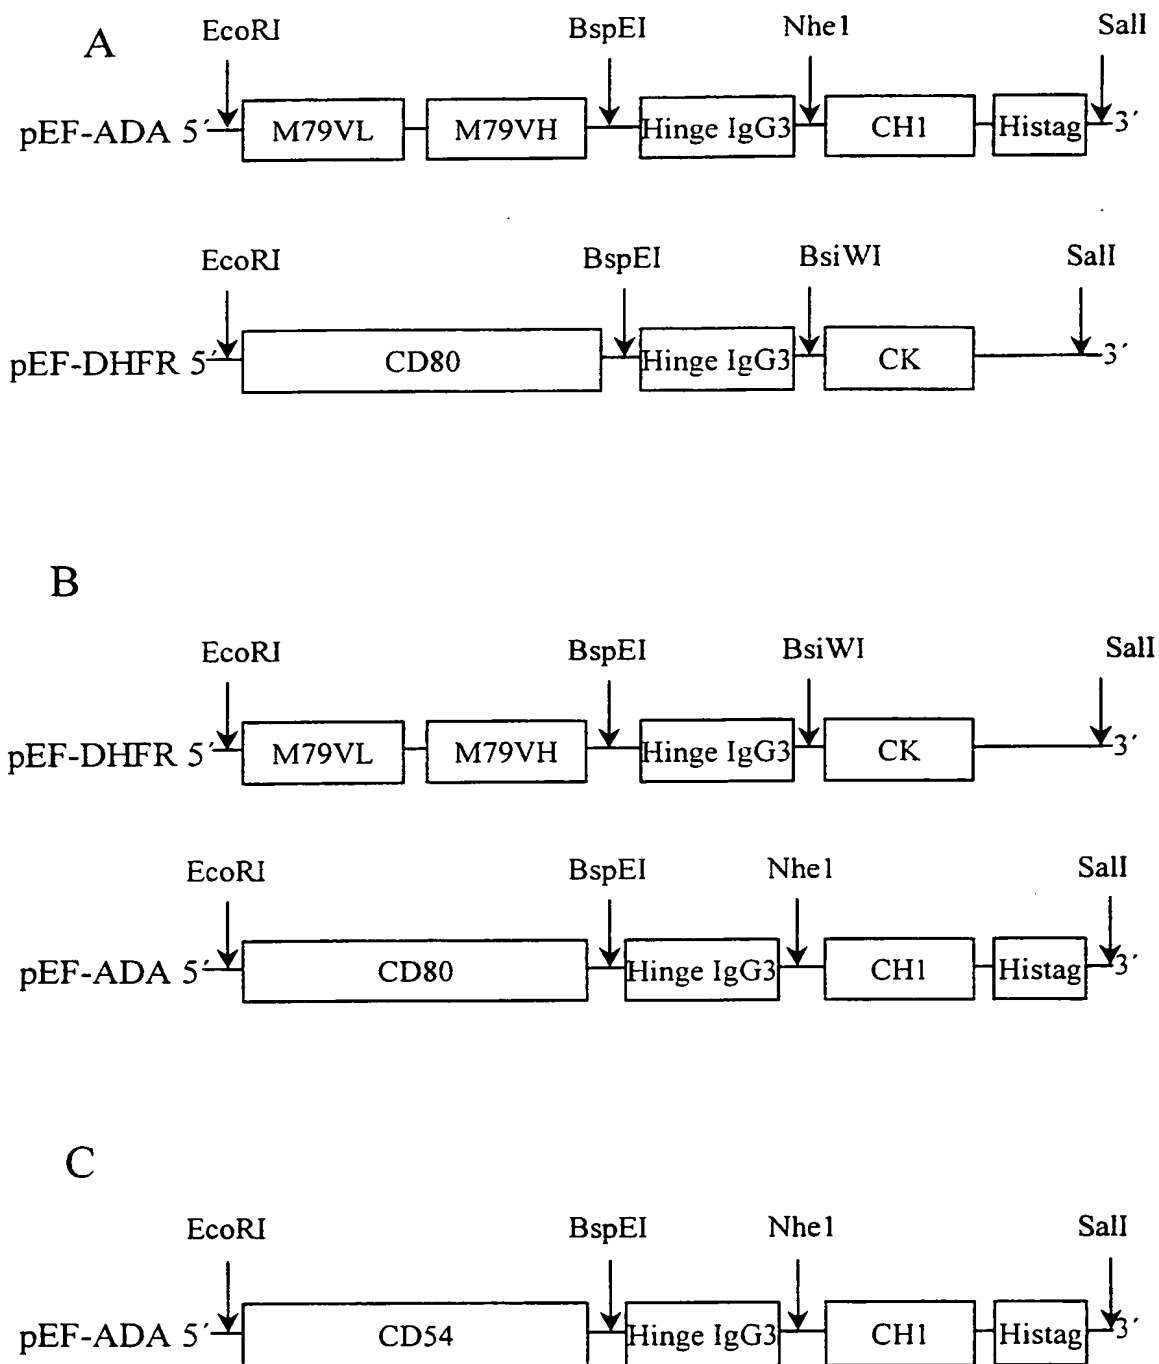 A
EcoRI BspEI Nhe1 SalI
pEF-ADA 5´ M79VL M79VH Hinge IgG3 CH1 Histag 3´
EcoRI BspEI BsiWI SalI
pEF-DHFR 5´ CD80 Hinge IgG3 CK 3´
B
EcoRI BspEI BsiWI SalI
pEF-DHFR 5´ M79VL M79VH Hinge IgG3 CK 3´
EcoRI BspEI Nhe1 SalI
pEF-ADA 5´ CD80 Hinge IgG3 CH1 Histag 3´
C
EcoRI BspEI Nhe1 SalI
pEF-ADA 5´ CD54 Hinge IgG3 CH1 Histag 3´